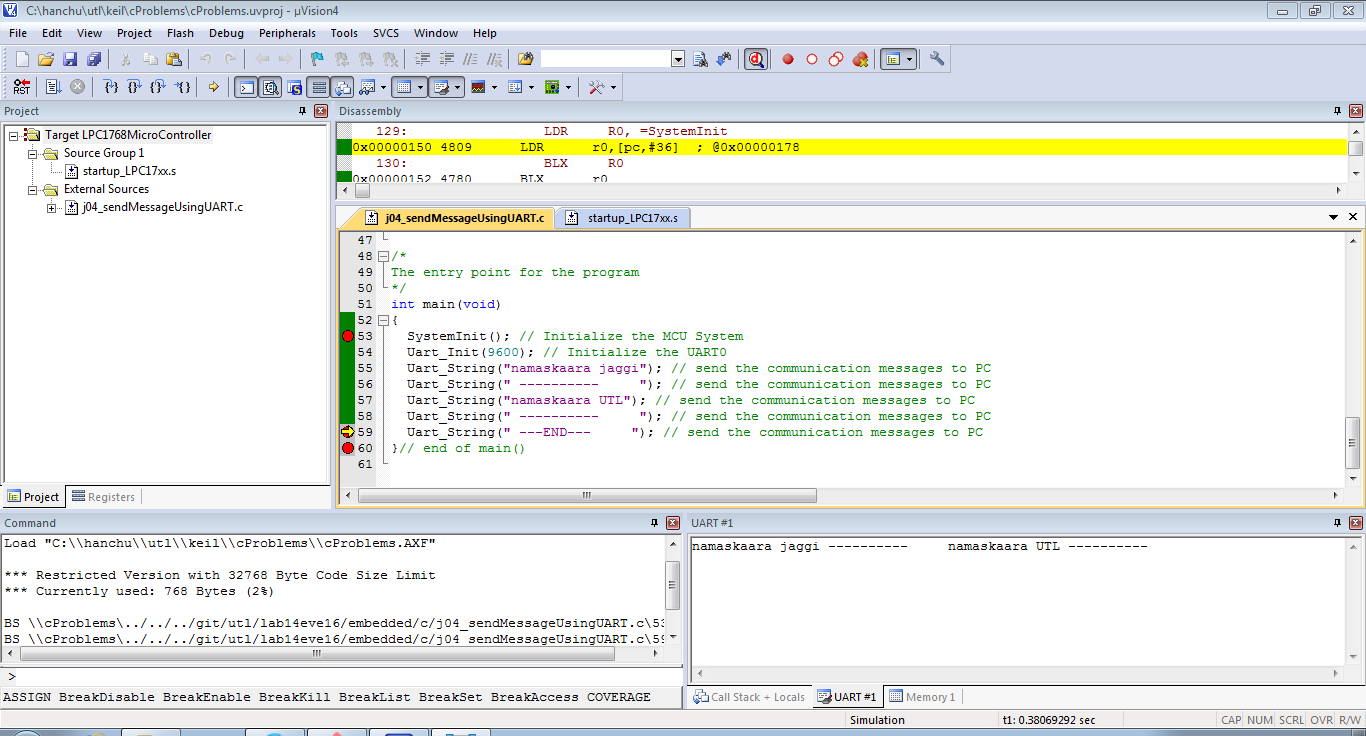 C:\hanchu\utl\keil\cProblems\cProblems.uvproj - µVision4
File Edit View Project Flash Debug Peripherals Tools SVCS Window Help
RST
Project
Target LPC1768MicroController
Source Group 1
startup_LPC17xx.s
External Sources
j04_sendMessageUsingUART.c
Project Registers
Disassembly
129: LDR R0, =SystemInit
0x00000150 4809 LDR r0,[pc,#36] ; @0x00000178
130: BLX R0
0x00000152 4780 BLX r0
j04_sendMessageUsingUART.c startup_LPC17xx.s
47
48 /*
49 The entry point for the program
50 */
51 int main(void)
52 {
53 SystemInit(); // Initialize the MCU System
54 Uart_Init(9600); // Initialize the UART0
55 Uart_String("namaskaara jaggi"); // send the communication messages to PC
56 Uart_String(" ----------     "); // send the communication messages to PC
57 Uart_String("namaskaara UTL"); // send the communication messages to PC
58 Uart_String(" ----------     "); // send the communication messages to PC
59 Uart_String(" ---END---     "); // send the communication messages to PC
60 }// end of main()
61
Command
Load "C:\\hanchu\\utl\\keil\\cProblems\\cProblems.AXF"
*** Restricted Version with 32768 Byte Code Size Limit
*** Currently used: 768 Bytes (2%)
BS \\cProblems\../../../git/utl/lab14eve16/embedded/c/j04_sendMessageUsingUART.c\53
BS \\cProblems\../../../git/utl/lab14eve16/embedded/c/j04_sendMessageUsingUART.c\59
>
ASSIGN BreakDisable BreakEnable BreakKill BreakList BreakSet BreakAccess COVERAGE
UART #1
namaskaara jaggi ----------     namaskaara UTL ----------
Call Stack + Locals UART #1 Memory 1
Simulation t1: 0.38069292 sec CAP NUM SCRL OVR R/W